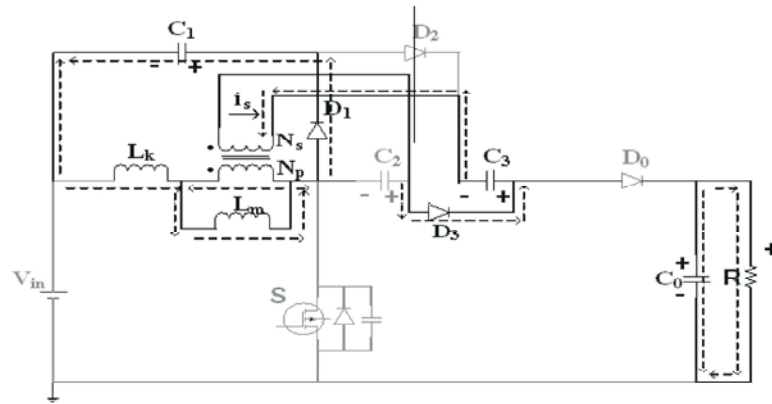 C1
D2
- +
is
D1
Ns
Lk
Np
C2
C3
D0
- +
- +
Lm
D3
Vin
S
C0
+
-
R
+